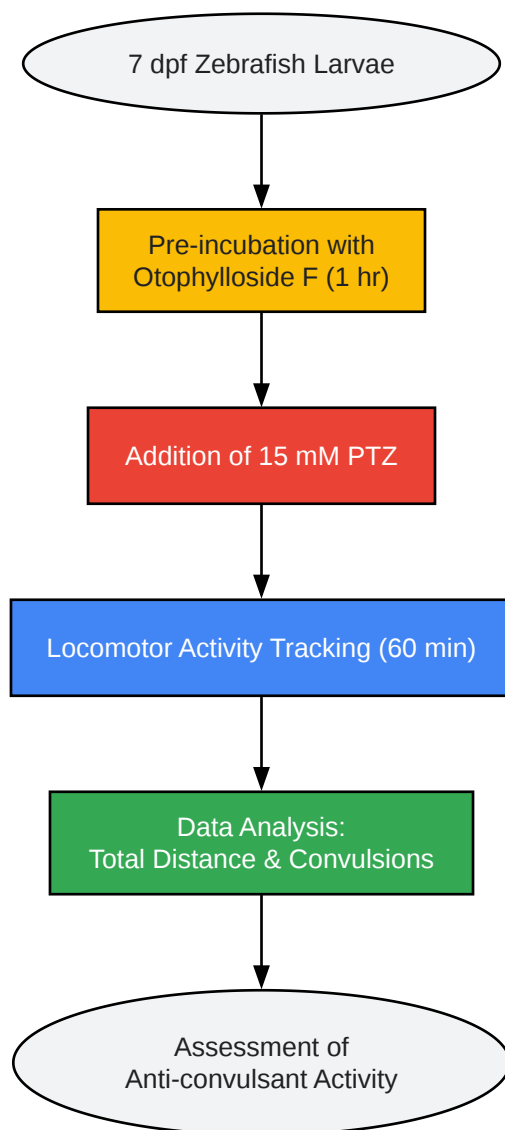 7 dpf Zebrafish Larvae
Pre-incubation with
Otophylloside F (1 hr)
Addition of 15 mM PTZ
Locomotor Activity Tracking (60 min)
Data Analysis:
Total Distance & Convulsions
Assessment of
Anti-convulsant Activity